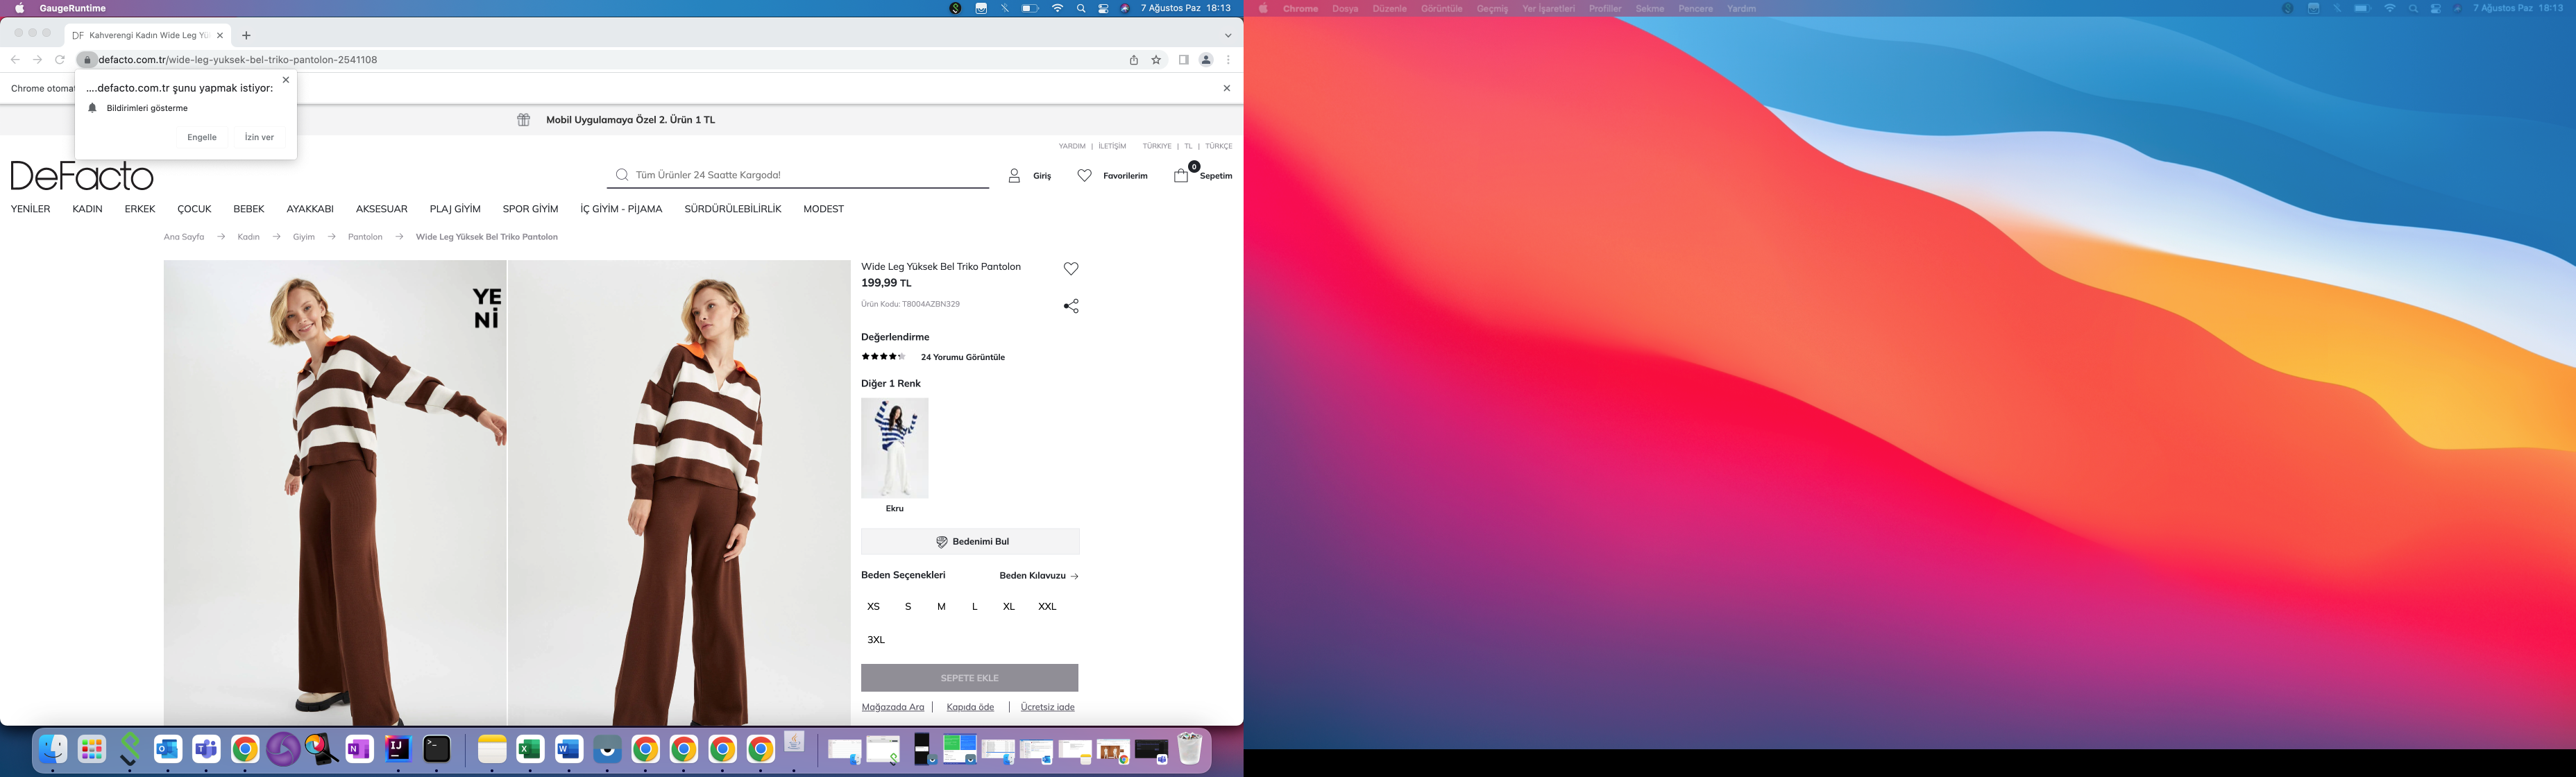 GaugeRuntime
7 Ağustos Paz 18:13
Chrome Dosya Düzenle Görüntüle Geçmiş Yer İşaretleri Profiller Sekme Pencere Yardım
7 Ağustos Paz 18:13
DF Kahverengi Kadın Wide Leg Yü
defacto.com.tr/wide-leg-yuksek-bel-triko-pantolon-2541108
Chrome otomat
....defacto.com.tr şunu yapmak istiyor:
Bildirimleri gösterme
Engelle İzin ver
Mobil Uygulamaya Özel 2. Ürün 1 TL
YARDIM | İLETİŞİM TÜRKIYE | TL | TÜRKÇE
DeFacto
Tüm Ürünler 24 Saatte Kargoda!
Giriş Favorilerim 0 Sepetim
YENİLER KADIN ERKEK ÇOCUK BEBEK AYAKKABI AKSESUAR PLAJ GİYİM SPOR GİYİM İÇ GİYİM - PİJAMA SÜRDÜRÜLEBİLİRLİK MODEST
Ana Sayfa → Kadın → Giyim → Pantolon → Wide Leg Yüksek Bel Triko Pantolon
YE
Nİ
Wide Leg Yüksek Bel Triko Pantolon
199,99 TL
Ürün Kodu: T8004AZBN329
Değerlendirme
24 Yorumu Görüntüle
Diğer 1 Renk
Ekru
Bedenimi Bul
Beden Seçenekleri Beden Kılavuzu →
XS S M L XL XXL
3XL
SEPETE EKLE
Mağazada Ara | Kapıda öde | Ücretsiz iade